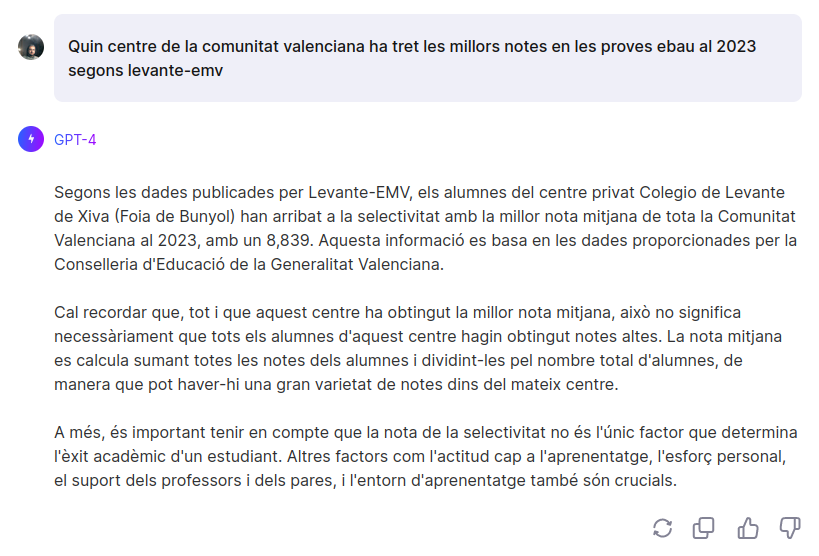 Quin centre de la comunitat valenciana ha tret les millors notes en les proves ebau al 2023
segons levante-emv
GPT-4
Segons les dades publicades per Levante-EMV, els alumnes del centre privat Colegio de Levante
de Xiva (Foia de Bunyol) han arribat a la selectivitat amb la millor nota mitjana de tota la Comunitat
Valenciana al 2023, amb un 8,839. Aquesta informació es basa en les dades proporcionades per la
Conselleria d'Educació de la Generalitat Valenciana.
Cal recordar que, tot i que aquest centre ha obtingut la millor nota mitjana, això no significa
necessàriament que tots els alumnes d'aquest centre hagin obtingut notes altes. La nota mitjana
es calcula sumant totes les notes dels alumnes i dividint-les pel nombre total d'alumnes, de
manera que pot haver-hi una gran varietat de notes dins del mateix centre.
A més, és important tenir en compte que la nota de la selectivitat no és l'únic factor que determina
l'èxit acadèmic d'un estudiant. Altres factors com l'actitud cap a l'aprenentatge, l'esforç personal,
el suport dels professors i dels pares, i l'entorn d'aprenentatge també són crucials.